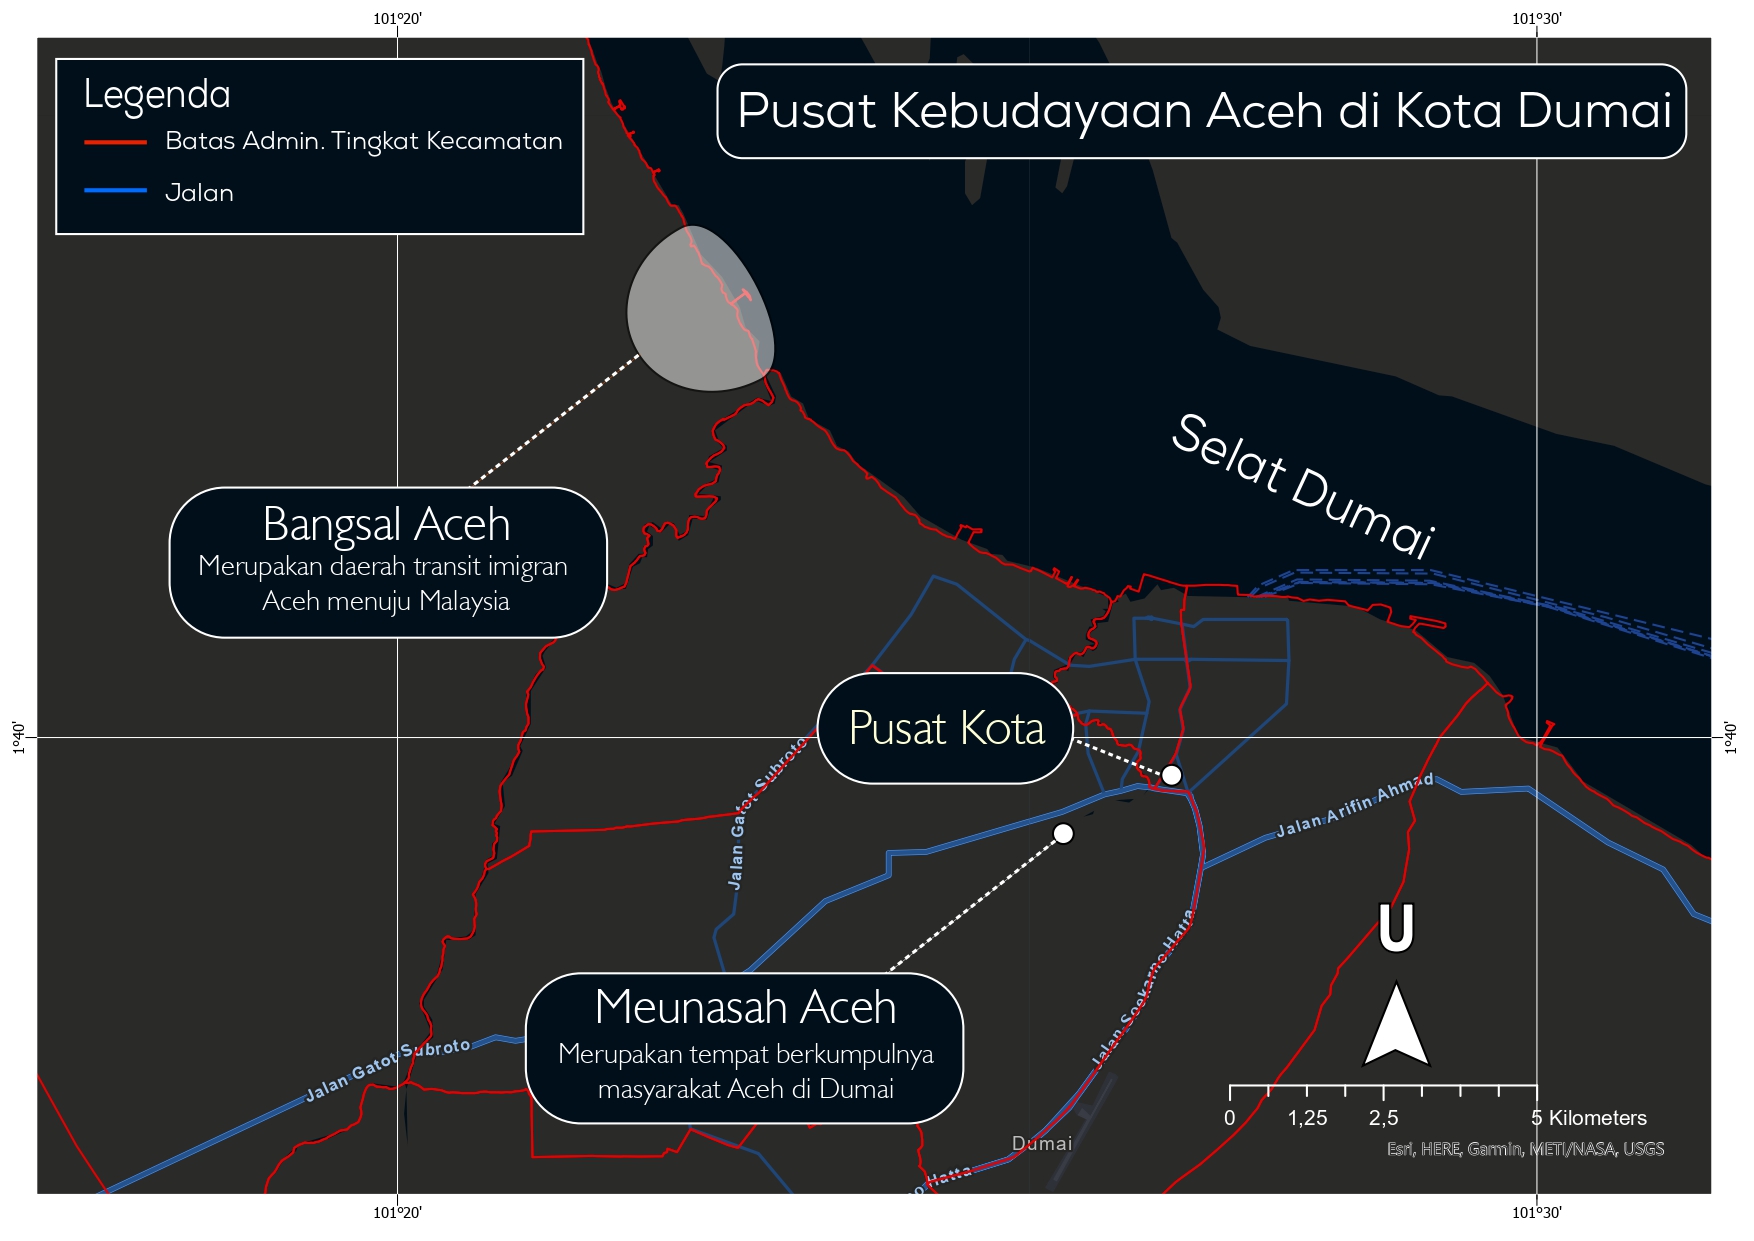 101°20'
101°30'
Legenda
Batas Admin. Tingkat Kecamatan
Jalan
Pusat Kebudayaan Aceh di Kota Dumai
Selat Dumai
Bangsal Aceh
Merupakan daerah transit imigran
Aceh menuju Malaysia
Pusat Kota
1°40'
1°40'
Jalan Gatot Subroto
Jalan Arifin Ahmad
Jalan Soekarno Hatta
U
Meunasah Aceh
Merupakan tempat berkumpulnya
masyarakat Aceh di Dumai
Jalan Gatot Subroto
0 1,25 2,5 5 Kilometers
Dumai
Esri, HERE, Garmin, METI/NASA, USGS
o Hatta
101°20'
101°30'